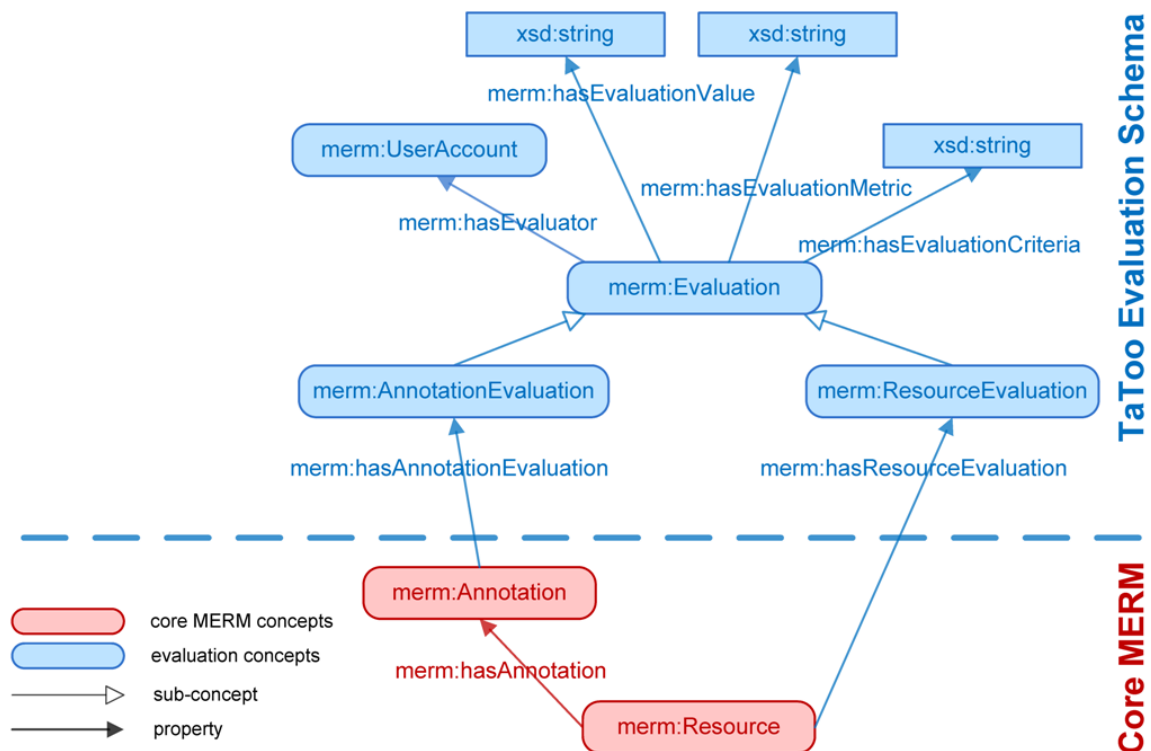 xsd:string
xsd:string
merm:hasEvaluationValue
merm:UserAccount
xsd:string
merm:hasEvaluationMetric
merm:hasEvaluator
merm:hasEvaluationCriteria
merm:Evaluation
merm:AnnotationEvaluation
merm:ResourceEvaluation
merm:hasAnnotationEvaluation
merm:hasResourceEvaluation
TaToo Evaluation Schema
merm:Annotation
merm:hasAnnotation
merm:Resource
Core MERM
core MERM concepts
evaluation concepts
sub-concept
property